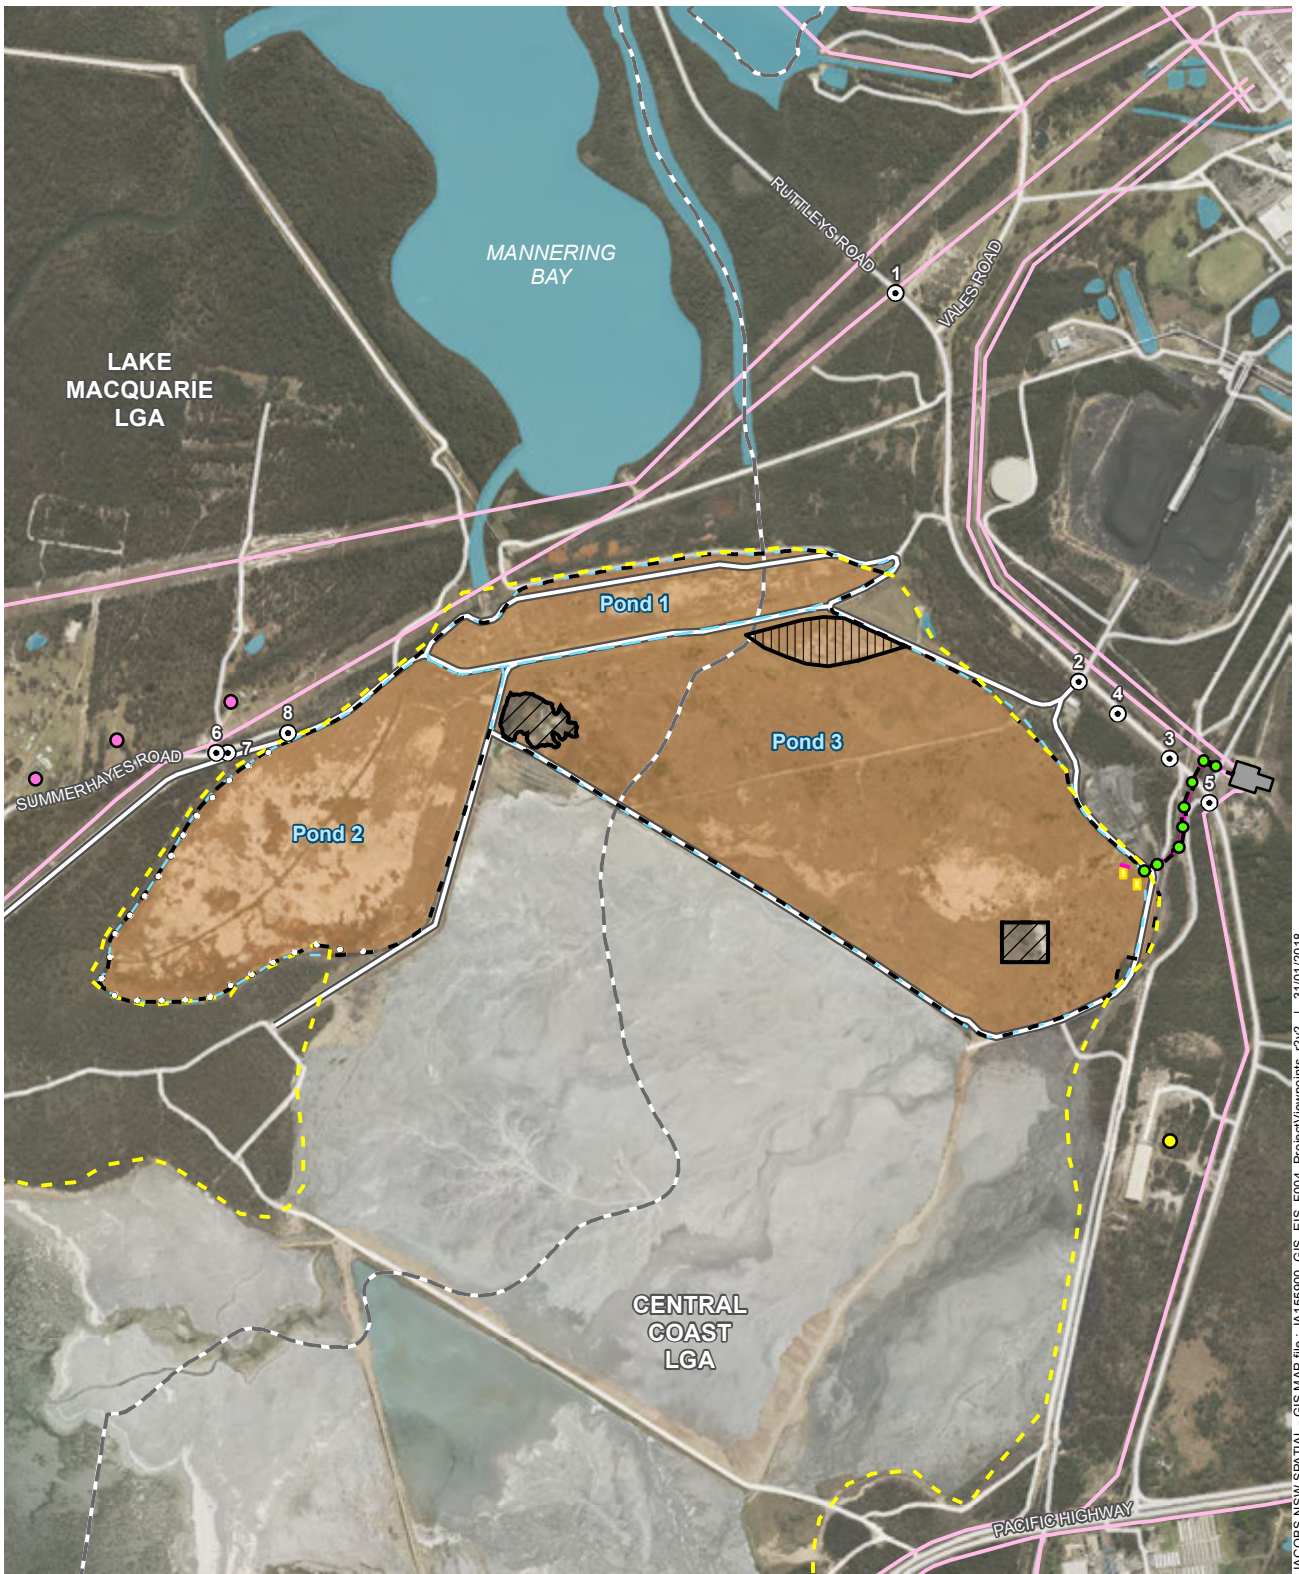 MANNERING
BAY
RUTTLEYS ROAD
1
VALES ROAD
LAKE
MACQUARIE
LGA
Pond 1
2
4
8
6
7
Pond 3
3
5
SUMMERHAYES ROAD
Pond 2
CENTRAL
COAST
LGA
PACIFIC HIGHWAY